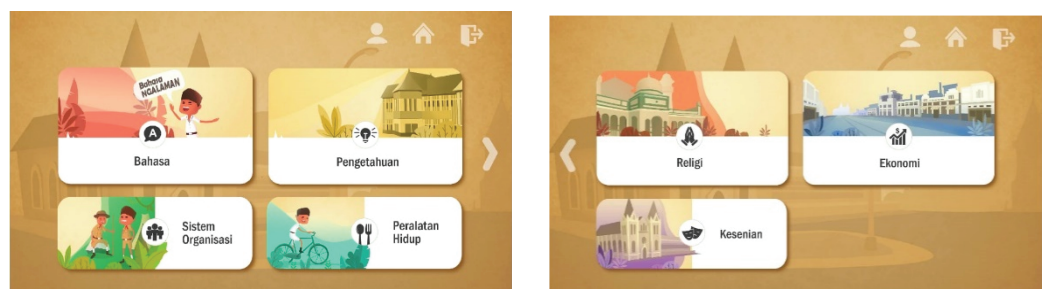 Bahasa
NGALAMAN
A
Bahasa
Pengetahuan
Sistem
Organisasi
Peralatan
Hidup
$
Religi
Ekonomi
Kesenian